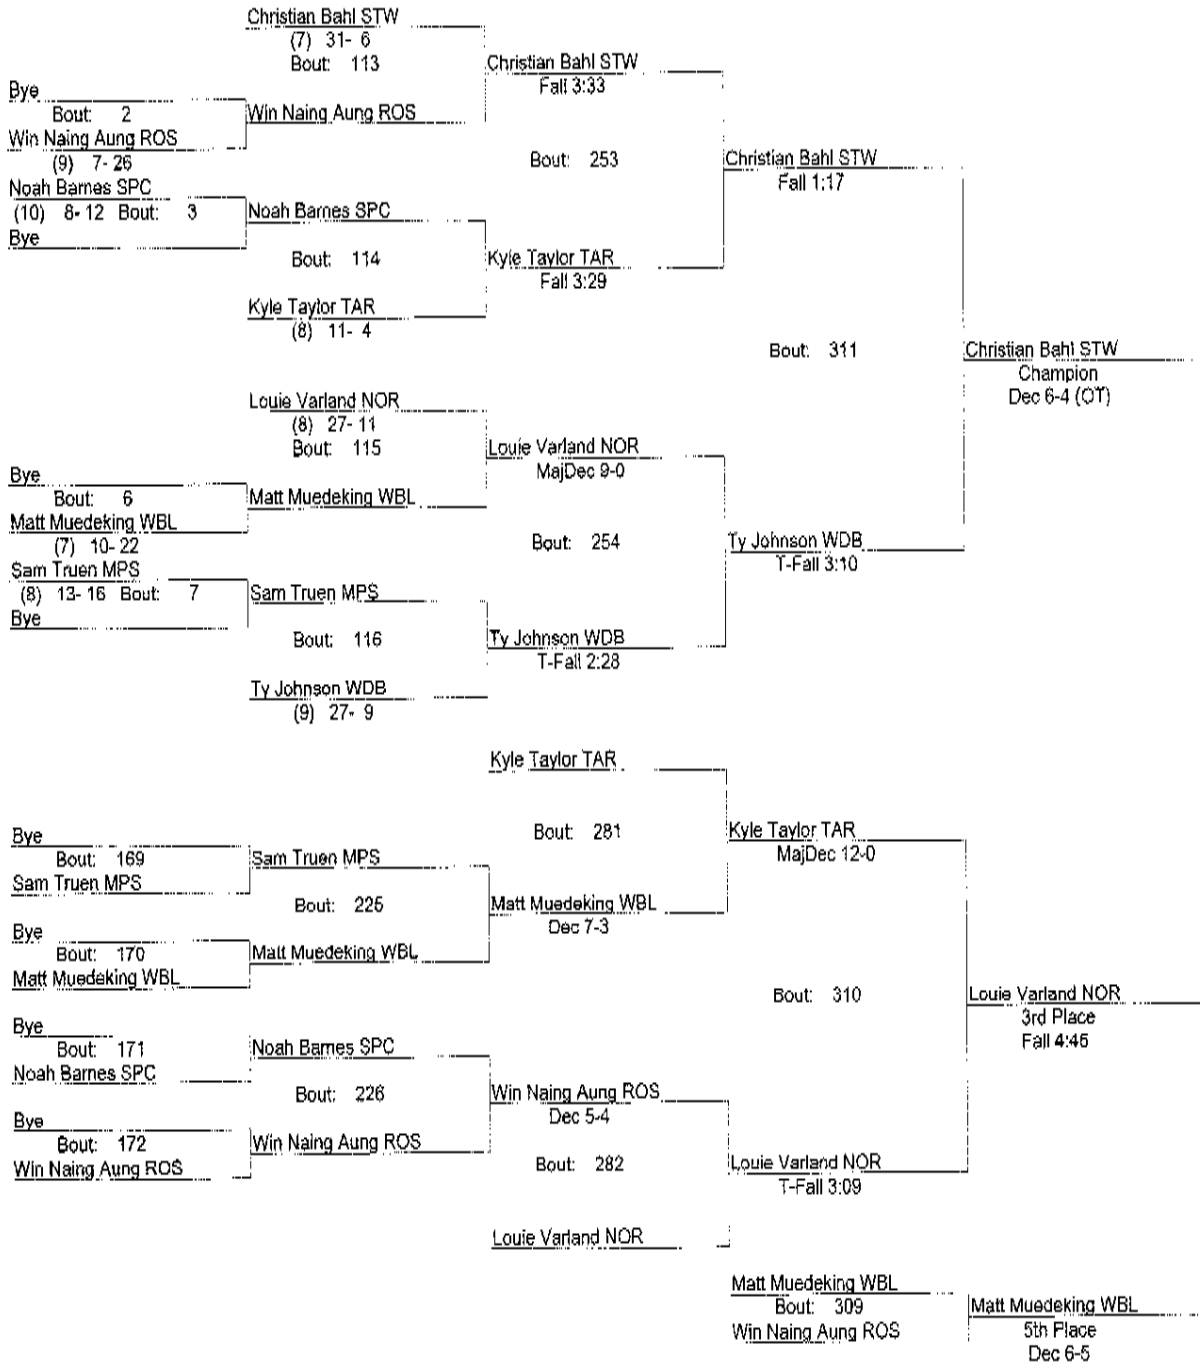 Christian Bahl STW
(7) 31- 6
Bout: 113
Christian Bahl STW
Fall 3:33
Bye
Bout: 2
Win Naing Aung ROS
Win Naing Aung ROS
(9) 7- 26
Bout: 253
Christian Bahl STW
Fall 1:17
Noah Barnes SPC
(10) 8- 12 Bout: 3
Noah Barnes SPC
Bye
Bout: 114
Kyle Taylor TAR
Fall 3:29
Kyle Taylor TAR
(8) 11- 4
Bout: 311
Christian Bahl STW
Champion
Dec 6-4 (OT)
Louie Varland NOR
(8) 27- 11
Bout: 115
Louie Varland NOR
MajDec 9-0
Bye
Bout: 6
Matt Muedeking WBL
Matt Muedeking WBL
(7) 10- 22
Bout: 254
Ty Johnson WDB
T-Fall 3:10
Sam Truen MPS
(8) 13- 16 Bout: 7
Sam Truen MPS
Bye
Bout: 116
Ty Johnson WDB
T-Fall 2:28
Ty Johnson WDB
(9) 27- 9
Kyle Taylor TAR
Bout: 281
Kyle Taylor TAR
MajDec 12-0
Bye
Bout: 169
Sam Truen MPS
Sam Truen MPS
Bout: 225
Matt Muedeking WBL
Dec 7-3
Bye
Bout: 170
Matt Muedeking WBL
Matt Muedeking WBL
Bout: 310
Louie Varland NOR
3rd Place
Fall 4:45
Bye
Bout: 171
Noah Barnes SPC
Noah Barnes SPC
Bout: 226
Win Naing Aung ROS
Dec 5-4
Bye
Bout: 172
Win Naing Aung ROS
Win Naing Aung ROS
Bout: 282
Louie Varland NOR
T-Fall 3:09
Louie Varland NOR
Matt Muedeking WBL
Bout: 309
Win Naing Aung ROS
Matt Muedeking WBL
5th Place
Dec 6-5